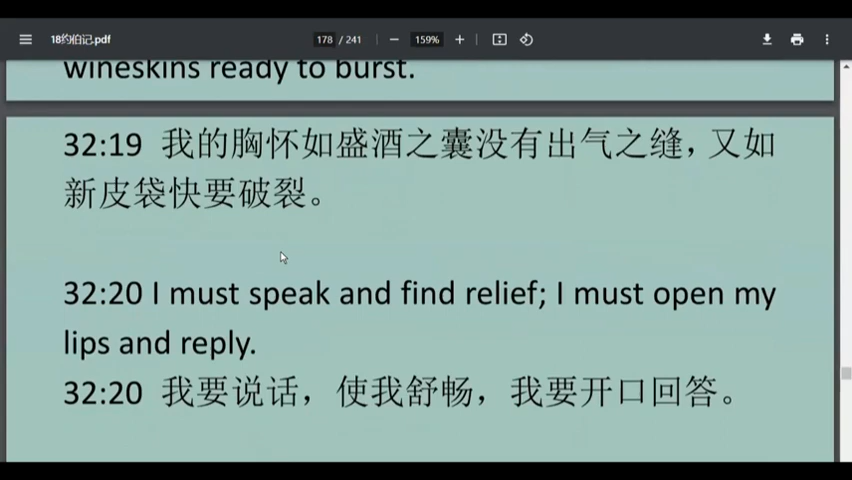 18约伯记.pdf
178 / 241
159%
wineskins ready to burst.
32:19 我的胸怀如盛酒之囊没有出气之缝，又如
新皮袋快要破裂。
32:20 I must speak and find relief; I must open my
lips and reply.
32:20 我要说话，使我舒畅，我要开口回答。